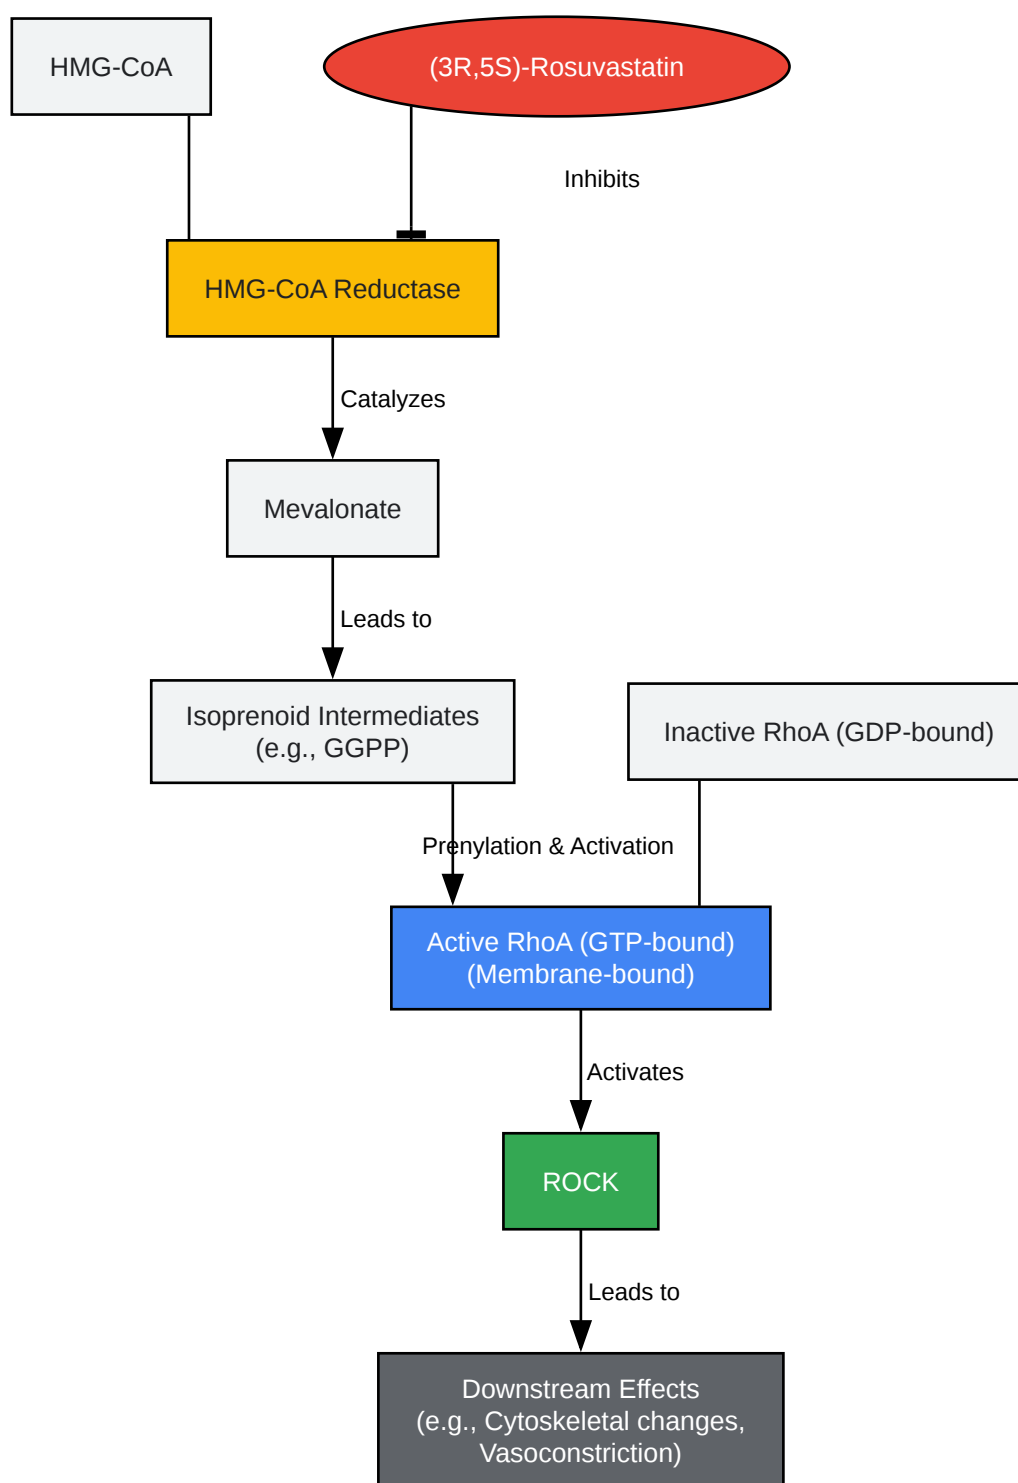 HMG-CoA
(3R,5S)-Rosuvastatin
Inhibits
HMG-CoA Reductase
Catalyzes
Mevalonate
Leads to
Isoprenoid Intermediates
(e.g., GGPP)
Inactive RhoA (GDP-bound)
Prenylation & Activation
Active RhoA (GTP-bound)
(Membrane-bound)
Activates
ROCK
Leads to
Downstream Effects
(e.g., Cytoskeletal changes,
Vasoconstriction)